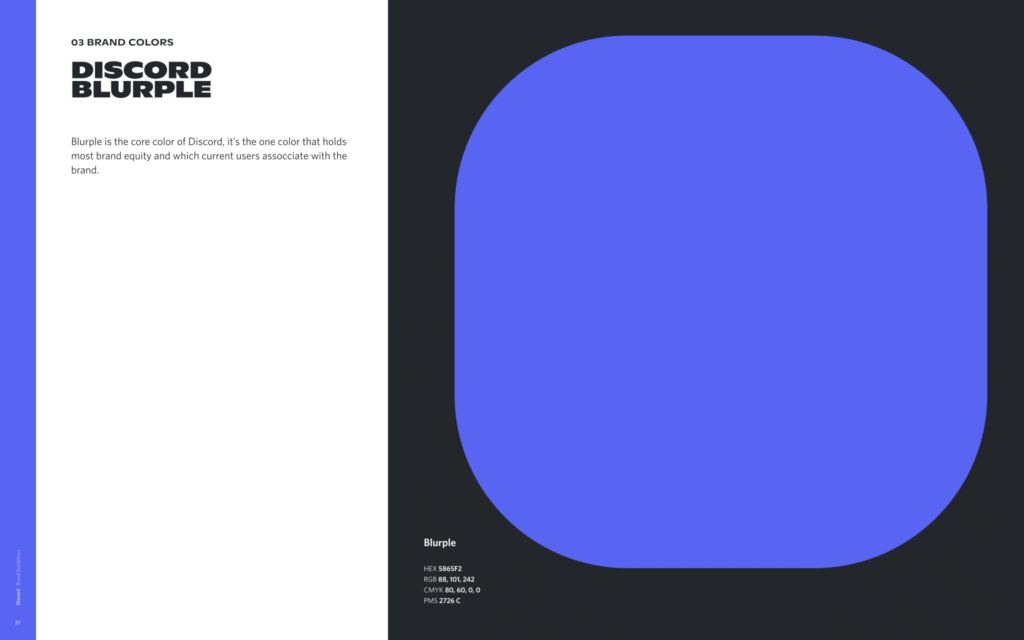 03 BRAND COLORS
DISCORD
BLURPLE
Blurple is the core color of Discord, it's the one color that holds
most brand equity and which current users assocciate with the
brand.
Discord Brand Guidelines
37
Blurple
HEX 5865F2
RGB 88, 101, 242
CMYK 80, 60, 0, 0
PMS 2726 C